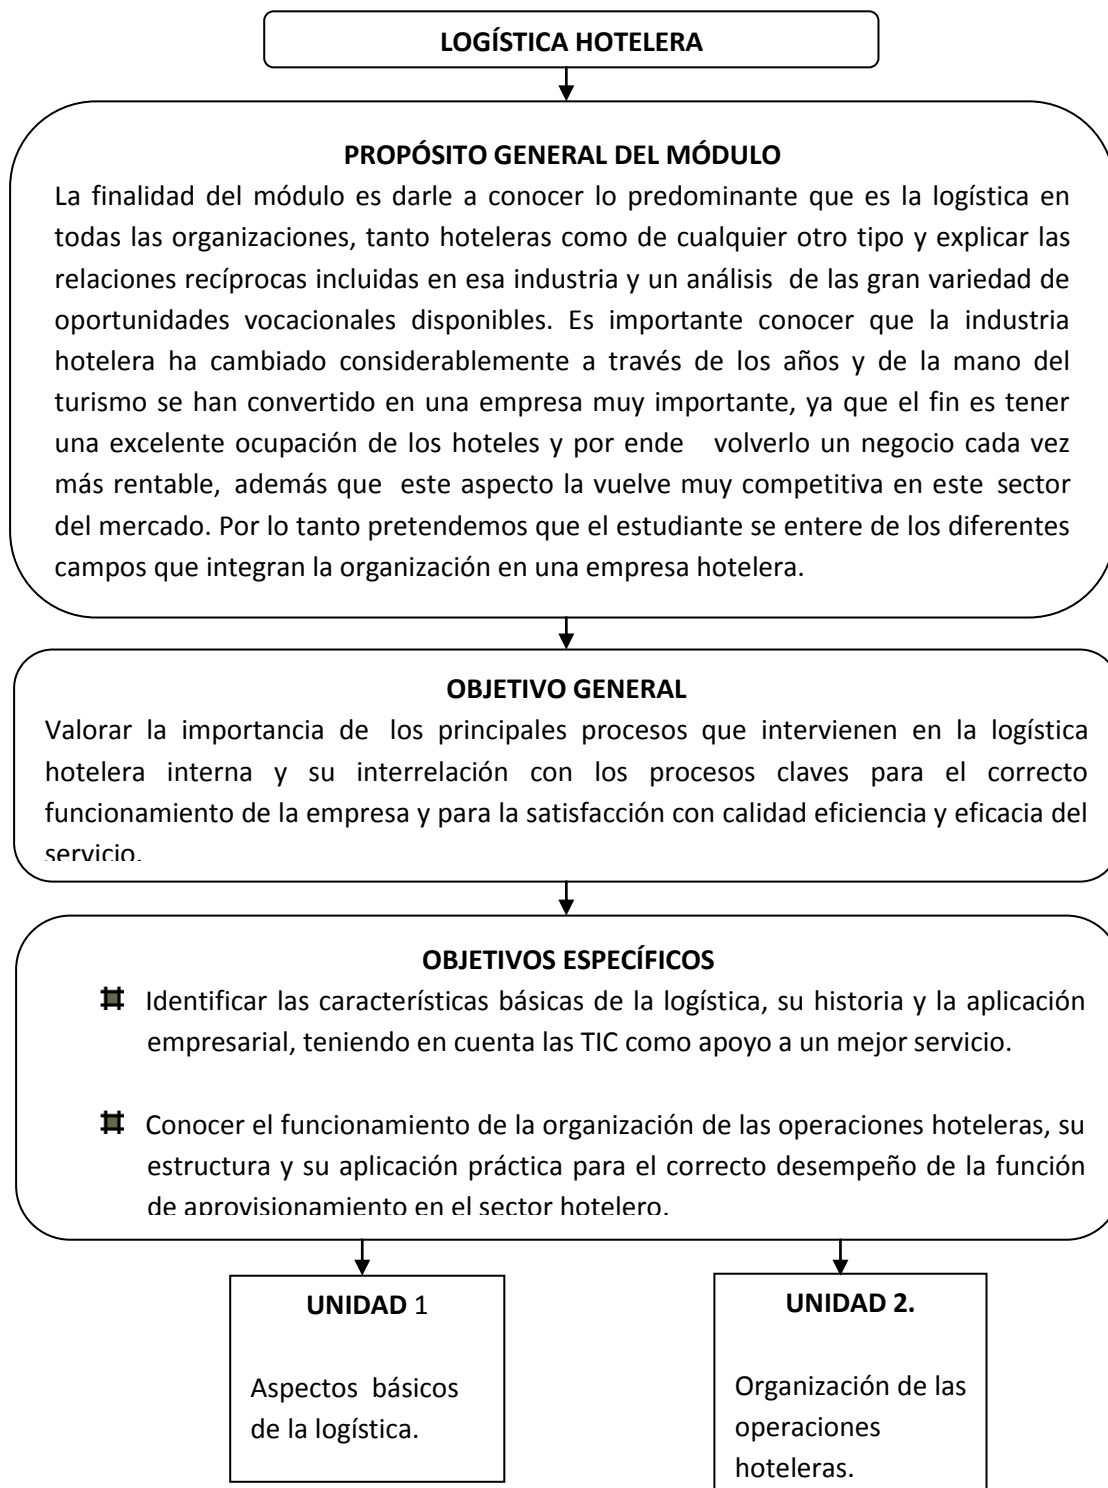 LOGÍSTICA HOTELERA
PROPÓSITO GENERAL DEL MÓDULO
La finalidad del módulo es darle a conocer lo predominante que es la logística en
todas las organizaciones, tanto hoteleras como de cualquier otro tipo y explicar las
relaciones recíprocas incluidas en esa industria y un análisis de las gran variedad de
oportunidades vocacionales disponibles. Es importante conocer que la industria
hotelera ha cambiado considerablemente a través de los años y de la mano del
turismo se han convertido en una empresa muy importante, ya que el fin es tener
una excelente ocupación de los hoteles y por ende volverlo un negocio cada vez
más rentable, además que este aspecto la vuelve muy competitiva en este sector
del mercado. Por lo tanto pretendemos que el estudiante se entere de los diferentes
campos que integran la organización en una empresa hotelera.
OBJETIVO GENERAL
Valorar la importancia de los principales procesos que intervienen en la logística
hotelera interna y su interrelación con los procesos claves para el correcto
funcionamiento de la empresa y para la satisfacción con calidad eficiencia y eficacia del
servicio.
OBJETIVOS ESPECÍFICOS
Identificar las características básicas de la logística, su historia y la aplicación
empresarial, teniendo en cuenta las TIC como apoyo a un mejor servicio.
Conocer el funcionamiento de la organización de las operaciones hoteleras, su
estructura y su aplicación práctica para el correcto desempeño de la función
de aprovisionamiento en el sector hotelero.
UNIDAD 1
Aspectos básicos
de la logística.
UNIDAD 2.
Organización de las
operaciones
hoteleras.